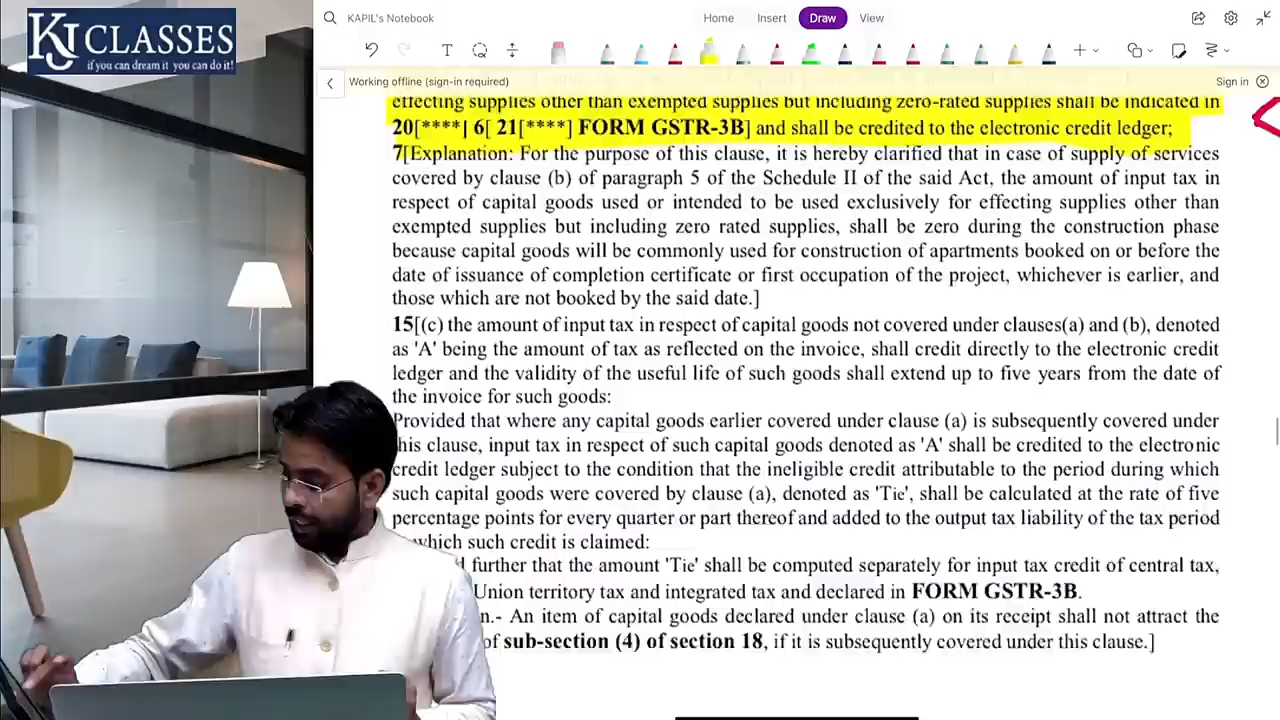 KJ CLASSES
if you can dream it you can do it!
KAPIL's Notebook
Home Insert Draw View
Working offline (sign-in required)
Sign in
effecting supplies other than exempted supplies but including zero-rated supplies shall be indicated in
20[****] 6[ 21[****] FORM GSTR-3B] and shall be credited to the electronic credit ledger;
7[Explanation: For the purpose of this clause, it is hereby clarified that in case of supply of services
covered by clause (b) of paragraph 5 of the Schedule II of the said Act, the amount of input tax in
respect of capital goods used or intended to be used exclusively for effecting supplies other than
exempted supplies but including zero rated supplies, shall be zero during the construction phase
because capital goods will be commonly used for construction of apartments booked on or before the
date of issuance of completion certificate or first occupation of the project, whichever is earlier, and
those which are not booked by the said date.]
15[(c) the amount of input tax in respect of capital goods not covered under clauses(a) and (b), denoted
as 'A' being the amount of tax as reflected on the invoice, shall credit directly to the electronic credit
ledger and the validity of the useful life of such goods shall extend up to five years from the date of
the invoice for such goods:
Provided that where any capital goods earlier covered under clause (a) is subsequently covered under
this clause, input tax in respect of such capital goods denoted as 'A' shall be credited to the electronic
credit ledger subject to the condition that the ineligible credit attributable to the period during which
such capital goods were covered by clause (a), denoted as 'Tie', shall be calculated at the rate of five
percentage points for every quarter or part thereof and added to the output tax liability of the tax period
which such credit is claimed:
further that the amount 'Tie' shall be computed separately for input tax credit of central tax,
Union territory tax and integrated tax and declared in FORM GSTR-3B.
n.- An item of capital goods declared under clause (a) on its receipt shall not attract the
of sub-section (4) of section 18, if it is subsequently covered under this clause.]